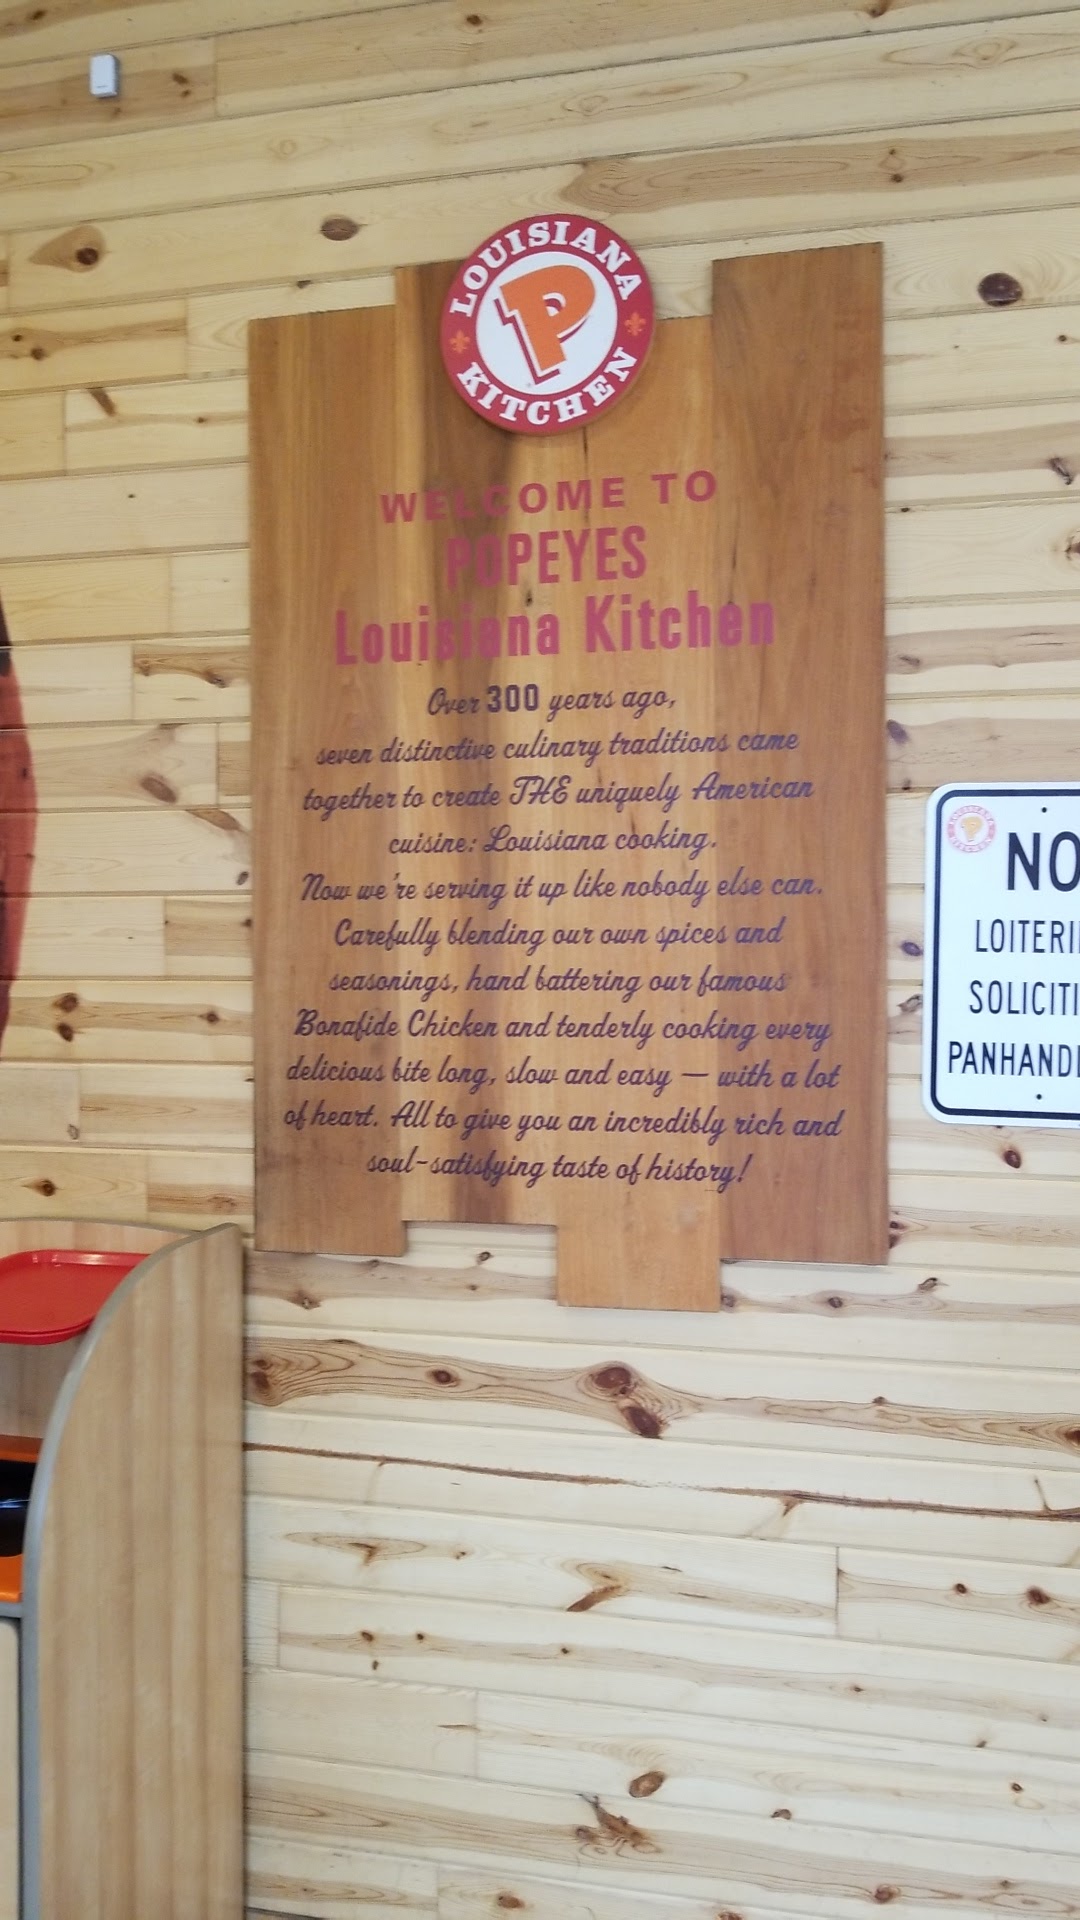 LOUISIANA
P
KITCHEN
WELCOME TO
POPEYES
Louisiana Kitchen
Over 300 years ago,
seven distinctive culinary traditions came
together to create THE uniquely American
cuisine: Louisiana cooking.
Now we're serving it up like nobody else can.
Carefully blending our own spices and
seasonings, hand battering our famous
Bonafide Chicken and tenderly cooking every
delicious bite long, slow and easy — with a lot
of heart. All to give you an incredibly rich and
soul-satisfying taste of history!
NO
LOITERI
SOLICITI
PANHANDL